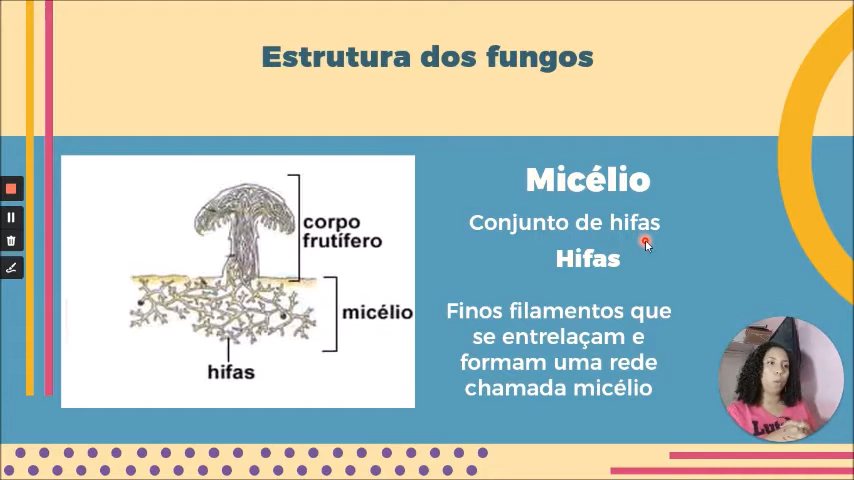 Estrutura dos fungos
corpo
frutífero
micélio
hifas
Micélio
Conjunto de hifas
Hifas
Finos filamentos que
se entrelaçam e
formam uma rede
chamada micélio